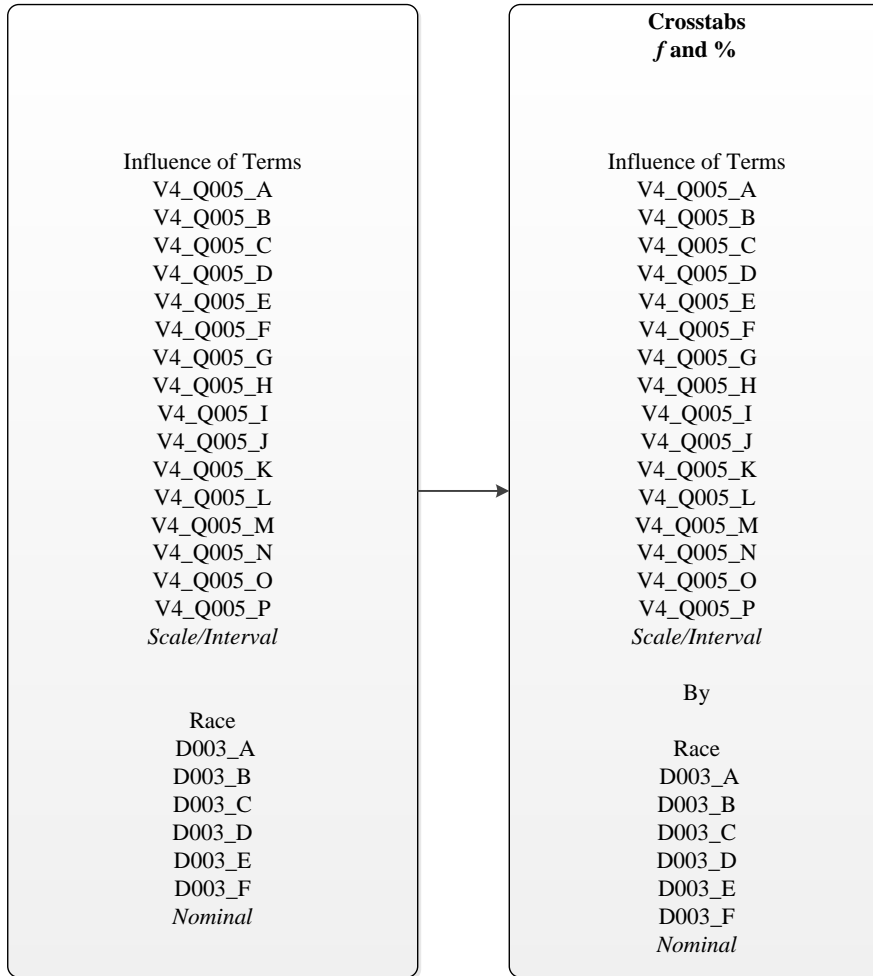 Influence of Terms
V4_Q005_A
V4_Q005_B
V4_Q005_C
V4_Q005_D
V4_Q005_E
V4_Q005_F
V4_Q005_G
V4_Q005_H
V4_Q005_I
V4_Q005_J
V4_Q005_K
V4_Q005_L
V4_Q005_M
V4_Q005_N
V4_Q005_O
V4_Q005_P
Scale/Interval
Race
D003_A
D003_B
D003_C
D003_D
D003_E
D003_F
Nominal
Crosstabs
f and %
Influence of Terms
V4_Q005_A
V4_Q005_B
V4_Q005_C
V4_Q005_D
V4_Q005_E
V4_Q005_F
V4_Q005_G
V4_Q005_H
V4_Q005_I
V4_Q005_J
V4_Q005_K
V4_Q005_L
V4_Q005_M
V4_Q005_N
V4_Q005_O
V4_Q005_P
Scale/Interval
By
Race
D003_A
D003_B
D003_C
D003_D
D003_E
D003_F
Nominal